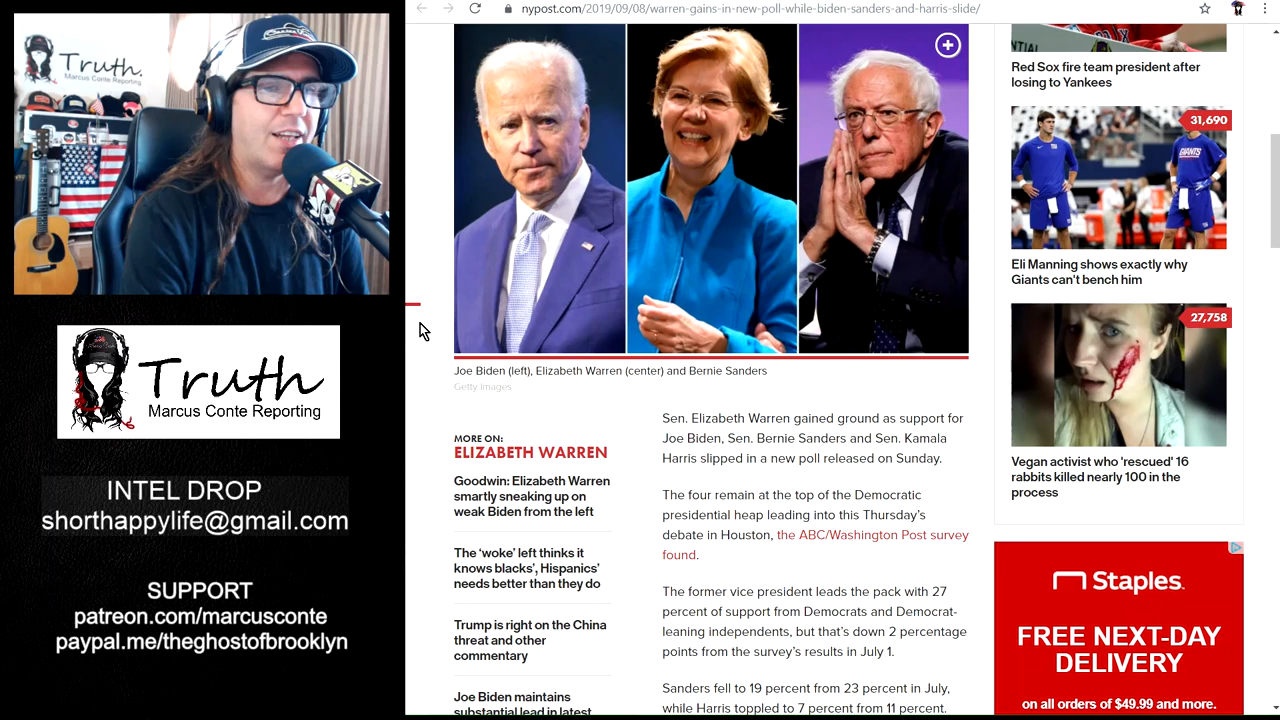 Truth.
Marcus Conte Reporting
Truth
Marcus Conte Reporting
INTEL DROP
shorthappylife@gmail.com
SUPPORT
patreon.com/marcusconte
paypal.me/theghostofbrooklyn
nypost.com/2019/09/08/warren-gains-in-new-poll-while-biden-sanders-and-harris-slide/
Joe Biden (left), Elizabeth Warren (center) and Bernie Sanders
Getty Images
MORE ON:
ELIZABETH WARREN
Goodwin: Elizabeth Warren
smartly sneaking up on
weak Biden from the left
The ‘woke’ left thinks it
knows blacks’, Hispanics’
needs better than they do
Trump is right on the China
threat and other
commentary
Joe Biden maintains
substantial lead in latest
Sen. Elizabeth Warren gained ground as support for
Joe Biden, Sen. Bernie Sanders and Sen. Kamala
Harris slipped in a new poll released on Sunday.
The four remain at the top of the Democratic
presidential heap leading into this Thursday’s
debate in Houston, the ABC/Washington Post survey
found.
The former vice president leads the pack with 27
percent of support from Democrats and Democrat-
leaning independents, but that’s down 2 percentage
points from the survey’s results in July 1.
Sanders fell to 19 percent from 23 percent in July,
while Harris toppled to 7 percent from 11 percent.
Red Sox fire team president after
losing to Yankees
31,690
GIANTS
Eli Manning shows exactly why
Giants can't bench him
27,758
Vegan activist who 'rescued' 16
rabbits killed nearly 100 in the
process
Staples.
FREE NEXT-DAY
DELIVERY
on all orders of $49.99 and more.